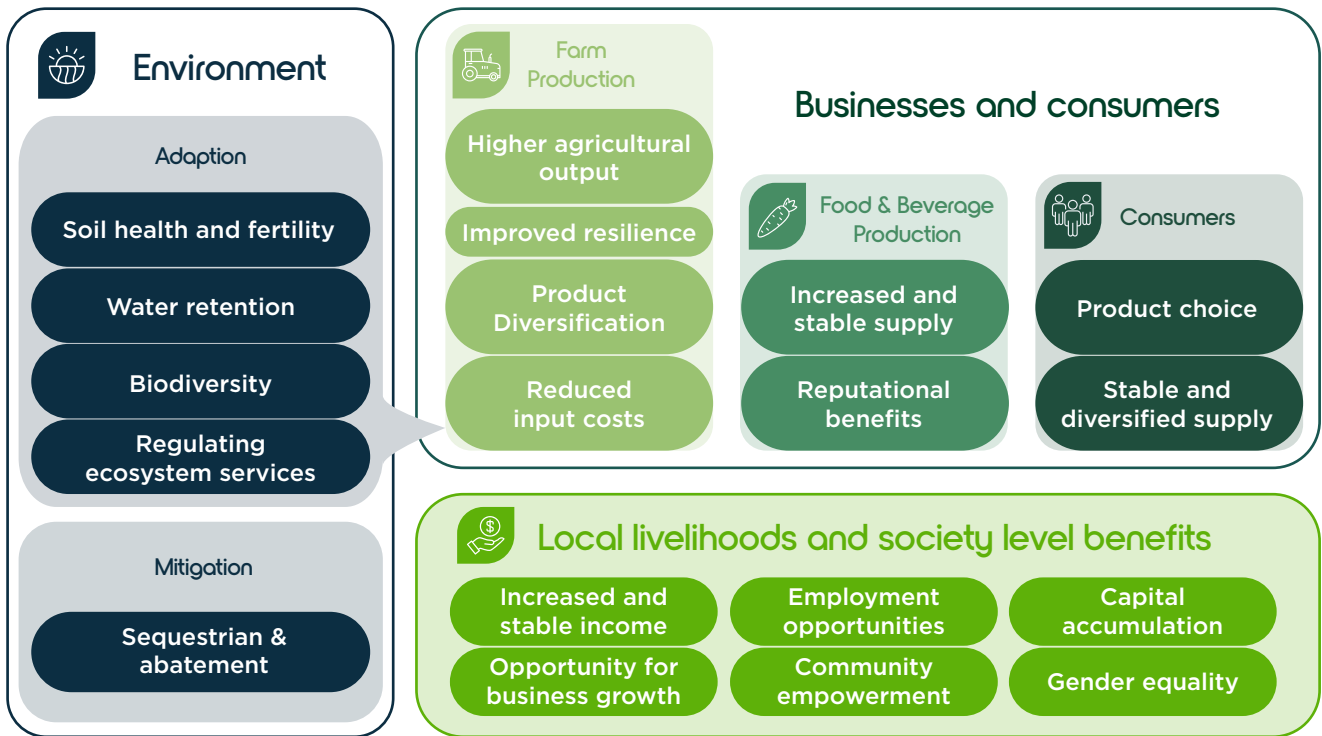 Environment
Adaption
Soil health and fertility
Water retention
Biodiversity
Regulating
ecosystem services
Mitigation
Sequestrian &
abatement
Businesses and consumers
Farm
Production
Higher agricultural
output
Improved resilience
Product
Diversification
Reduced
input costs
Food & Beverage
Production
Increased and
stable supply
Reputational
benefits
Consumers
Product choice
Stable and
diversified supply
$
Local livelihoods and society level benefits
Increased and
stable income
Employment
opportunities
Capital
accumulation
Opportunity for
business growth
Community
empowerment
Gender equality